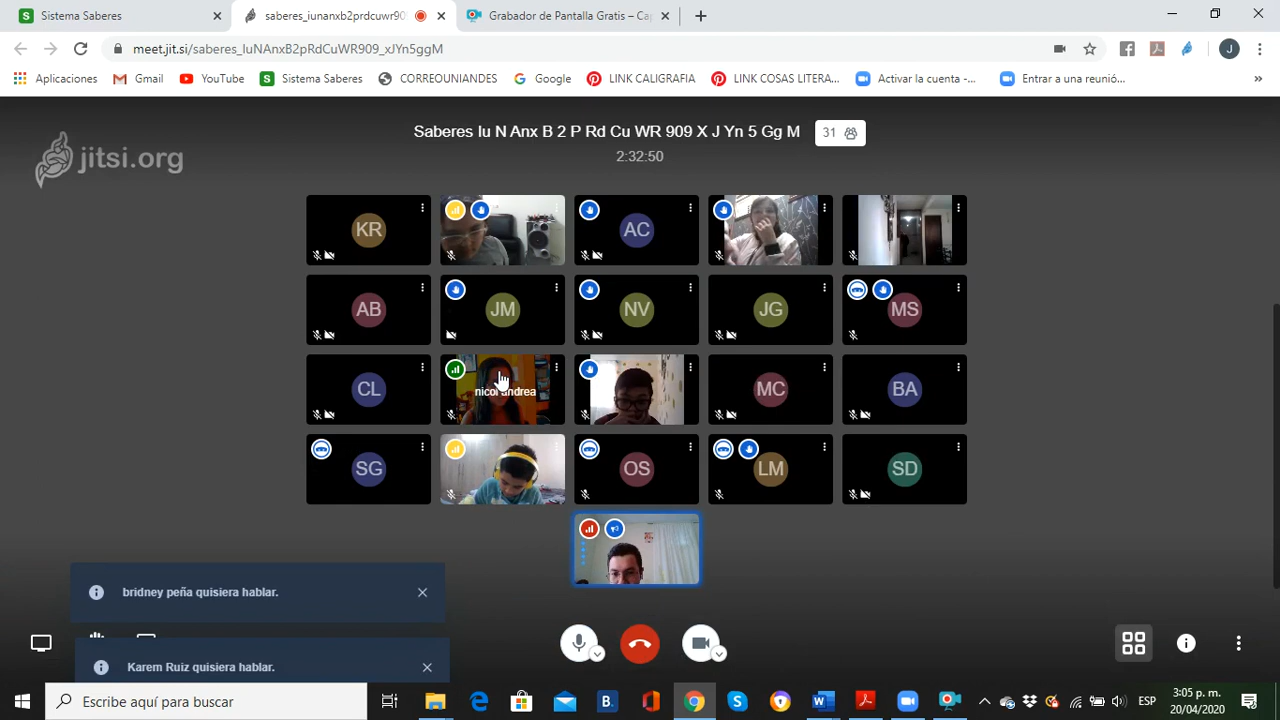 Sistema Saberes
saberes_iunanxb2prdcuwr909
Grabador de Pantalla Gratis – Cap
meet.jit.si/saberes_IuNAnxB2pRdCuWR909_xJYn5ggM
J
Aplicaciones
Gmail
YouTube
Sistema Saberes
CORREOUNIANDES
Google
LINK CALIGRAFIA
LINK COSAS LITERA...
Activar la cuenta -...
Entrar a una reunió...
»
jitsi.org
Saberes Iu N Anx B 2 P Rd Cu WR 909 X J Yn 5 Gg M
31
2:32:50
KR
AC
AB
JM
NV
JG
MS
CL
nicol andrea
MC
BA
SG
OS
LM
SD
bridney peña quisiera hablar.
Karem Ruiz quisiera hablar.
Escribe aquí para buscar
B.
ESP
3:05 p. m.
20/04/2020